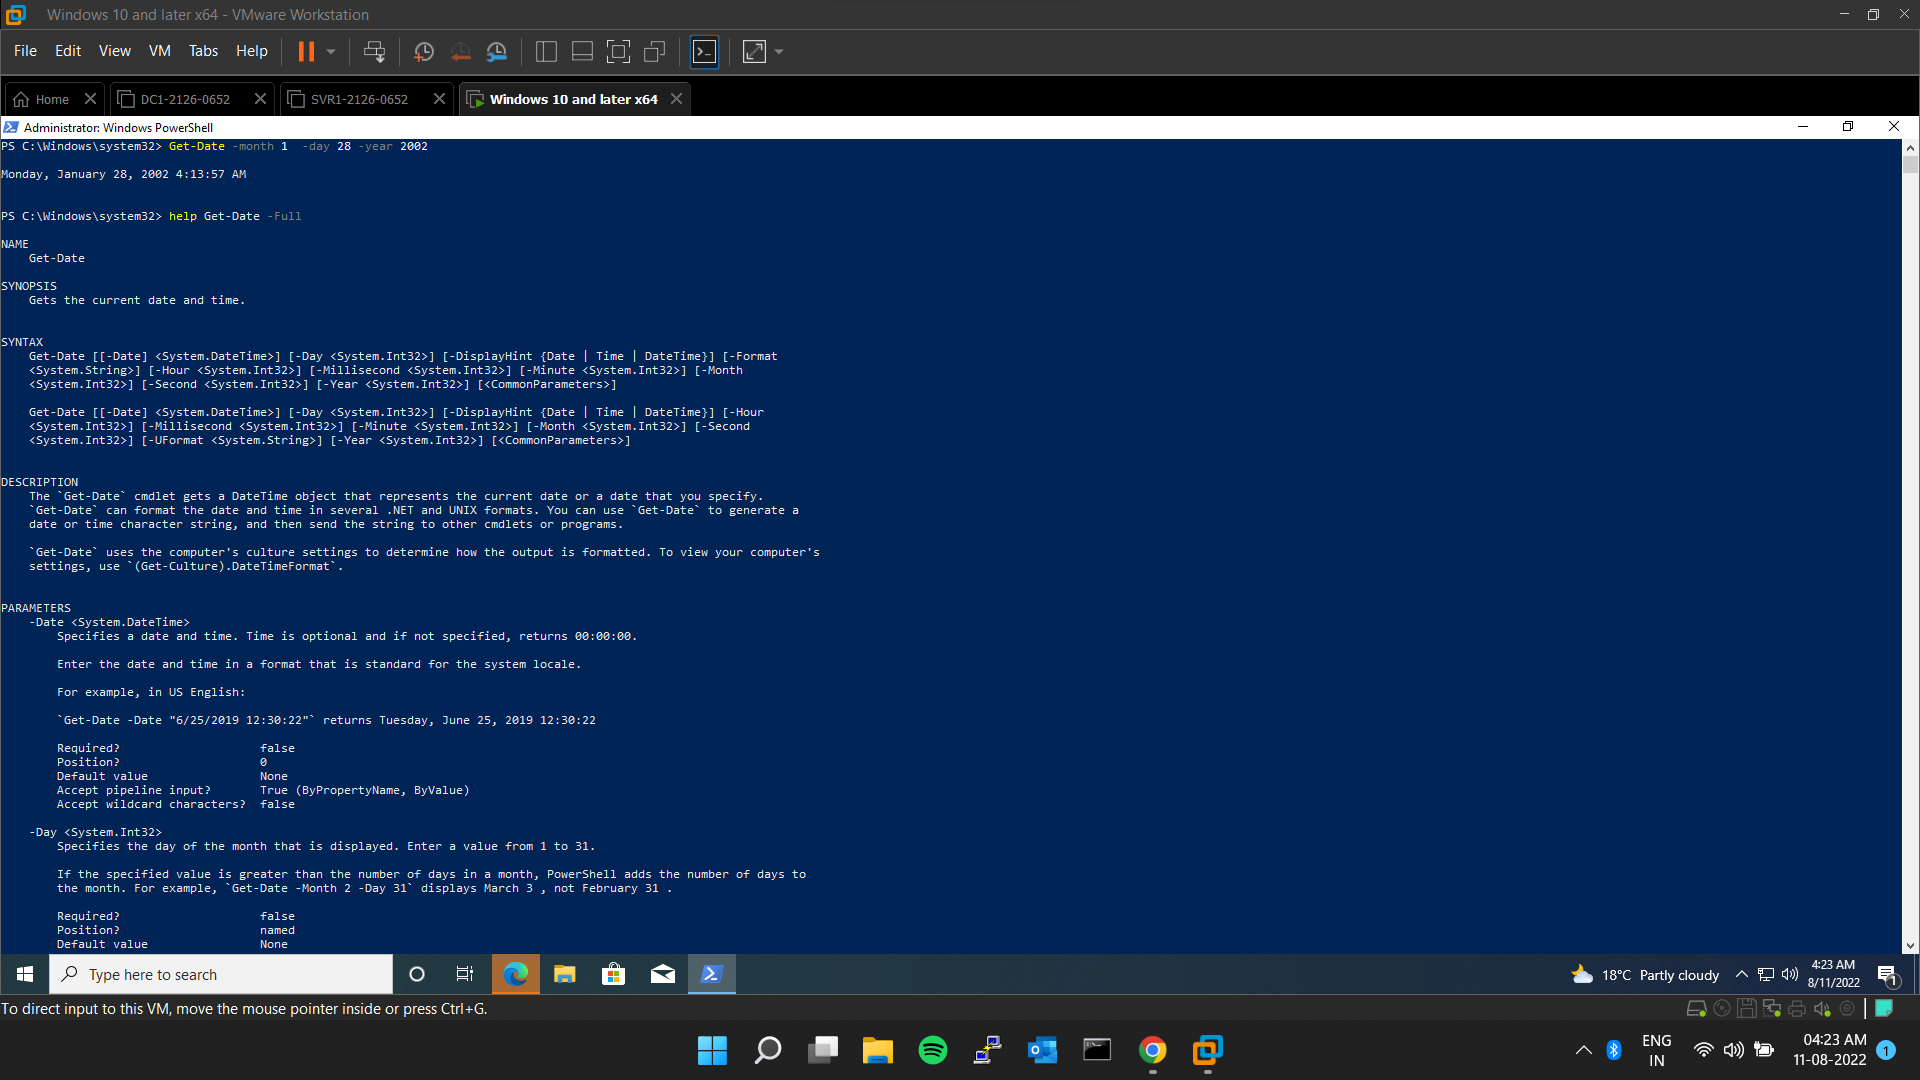 Windows 10 and later x64 - VMware Workstation
File Edit View VM Tabs Help
Home DC1-2126-0652 SVR1-2126-0652 Windows 10 and later x64
Administrator: Windows PowerShell
PS C:\Windows\system32> Get-Date -month 1  -day 28 -year 2002
Monday, January 28, 2002 4:13:57 AM
PS C:\Windows\system32> help Get-Date -Full
NAME
Get-Date
SYNOPSIS
Gets the current date and time.
SYNTAX
Get-Date [[-Date] <System.DateTime>] [-Day <System.Int32>] [-DisplayHint {Date | Time | DateTime}] [-Format
<System.String>] [-Hour <System.Int32>] [-Millisecond <System.Int32>] [-Minute <System.Int32>] [-Month
<System.Int32>] [-Second <System.Int32>] [-Year <System.Int32>] [<CommonParameters>]
Get-Date [[-Date] <System.DateTime>] [-Day <System.Int32>] [-DisplayHint {Date | Time | DateTime}] [-Hour
<System.Int32>] [-Millisecond <System.Int32>] [-Minute <System.Int32>] [-Month <System.Int32>] [-Second
<System.Int32>] [-UFormat <System.String>] [-Year <System.Int32>] [<CommonParameters>]
DESCRIPTION
The `Get-Date` cmdlet gets a DateTime object that represents the current date or a date that you specify.
`Get-Date` can format the date and time in several .NET and UNIX formats. You can use `Get-Date` to generate a
date or time character string, and then send the string to other cmdlets or programs.
`Get-Date` uses the computer's culture settings to determine how the output is formatted. To view your computer's
settings, use `(Get-Culture).DateTimeFormat`.
PARAMETERS
-Date <System.DateTime>
Specifies a date and time. Time is optional and if not specified, returns 00:00:00.
Enter the date and time in a format that is standard for the system locale.
For example, in US English:
`Get-Date -Date "6/25/2019 12:30:22"` returns Tuesday, June 25, 2019 12:30:22
Required? false
Position? 0
Default value None
Accept pipeline input? True (ByPropertyName, ByValue)
Accept wildcard characters? false
-Day <System.Int32>
Specifies the day of the month that is displayed. Enter a value from 1 to 31.
If the specified value is greater than the number of days in a month, PowerShell adds the number of days to
the month. For example, `Get-Date -Month 2 -Day 31` displays March 3 , not February 31 .
Required? false
Position? named
Default value None
Type here to search
18°C Partly cloudy
4:23 AM
8/11/2022
1
To direct input to this VM, move the mouse pointer inside or press Ctrl+G.
ENG
IN
04:23 AM
11-08-2022
1